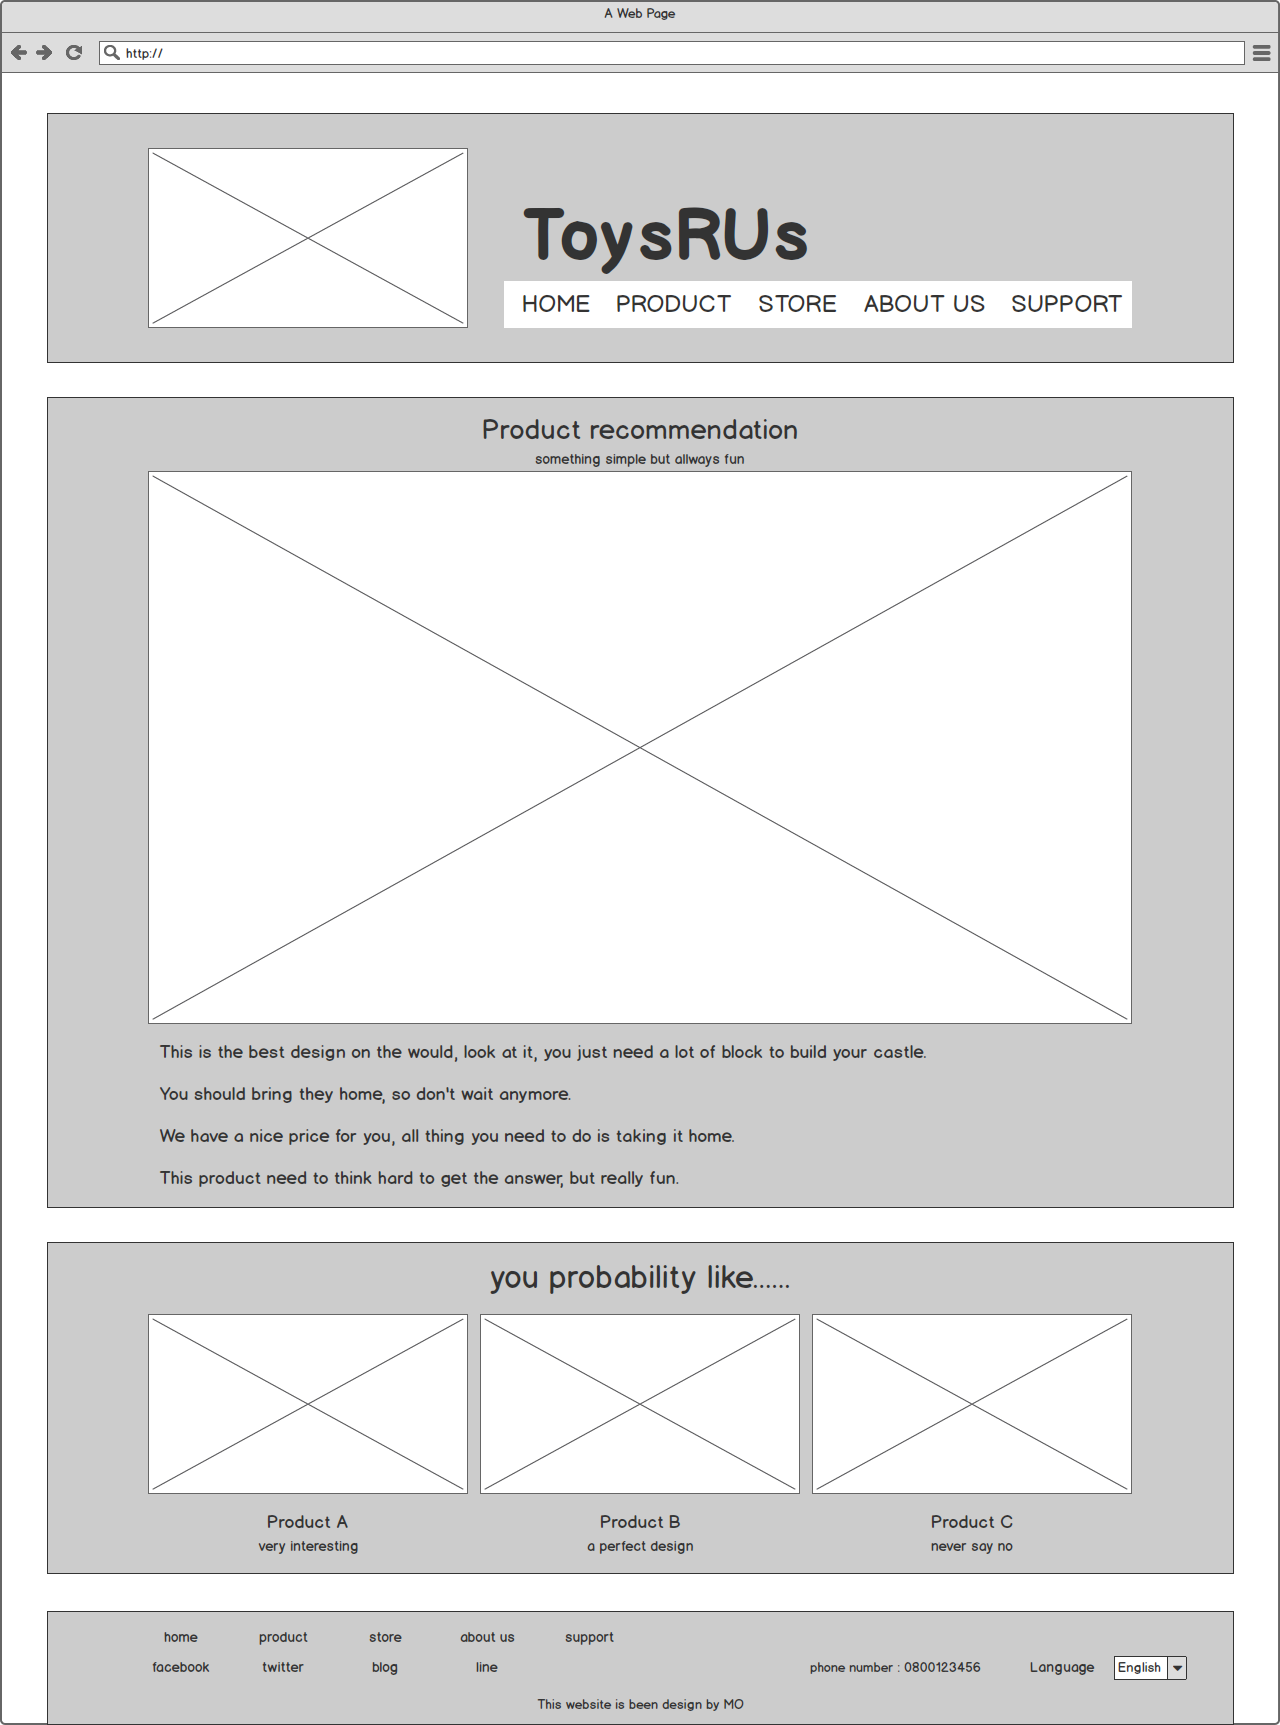 A Web Page
http://
ToysRUs
HOME PRODUCT STORE ABOUT US SUPPORT
Product recommendation
something simple but allways fun
This is the best design on the would, look at it, you just need a lot of block to build your castle.
You should bring they home, so don't wait anymore.
We have a nice price for you, all thing you need to do is taking it home.
This product need to think hard to get the answer, but really fun.
you probability like......
Product A Product B Product C
very interesting a perfect design never say no
home product store about us support
facebook twitter blog line phone number : 0800123456 Language English
This website is been design by MO